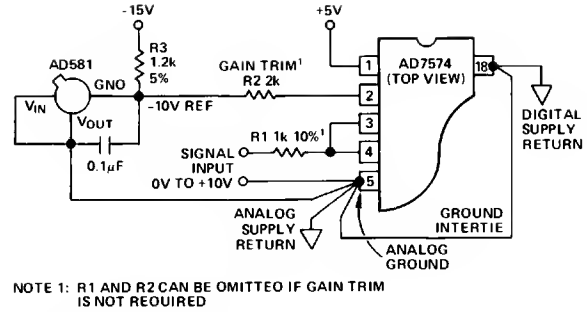 -15V
+5V
AD581
R3
1.2k
5%
GNO
VIN
VOUT
0.1µF
-10V REF
GAIN TRIM1
R2 2k
1
2
3
4
5
18
AD7574
(TOP VIEW)
R1 1k 10%1
SIGNAL
INPUT
0V TO +10V
ANALOG
SUPPLY
RETURN
ANALOG
GROUND
GROUND
INTERTIE
DIGITAL
SUPPLY
RETURN
NOTE 1: R1 AND R2 CAN BE OMITTEO IF GAIN TRIM
IS NOT REOUIRED